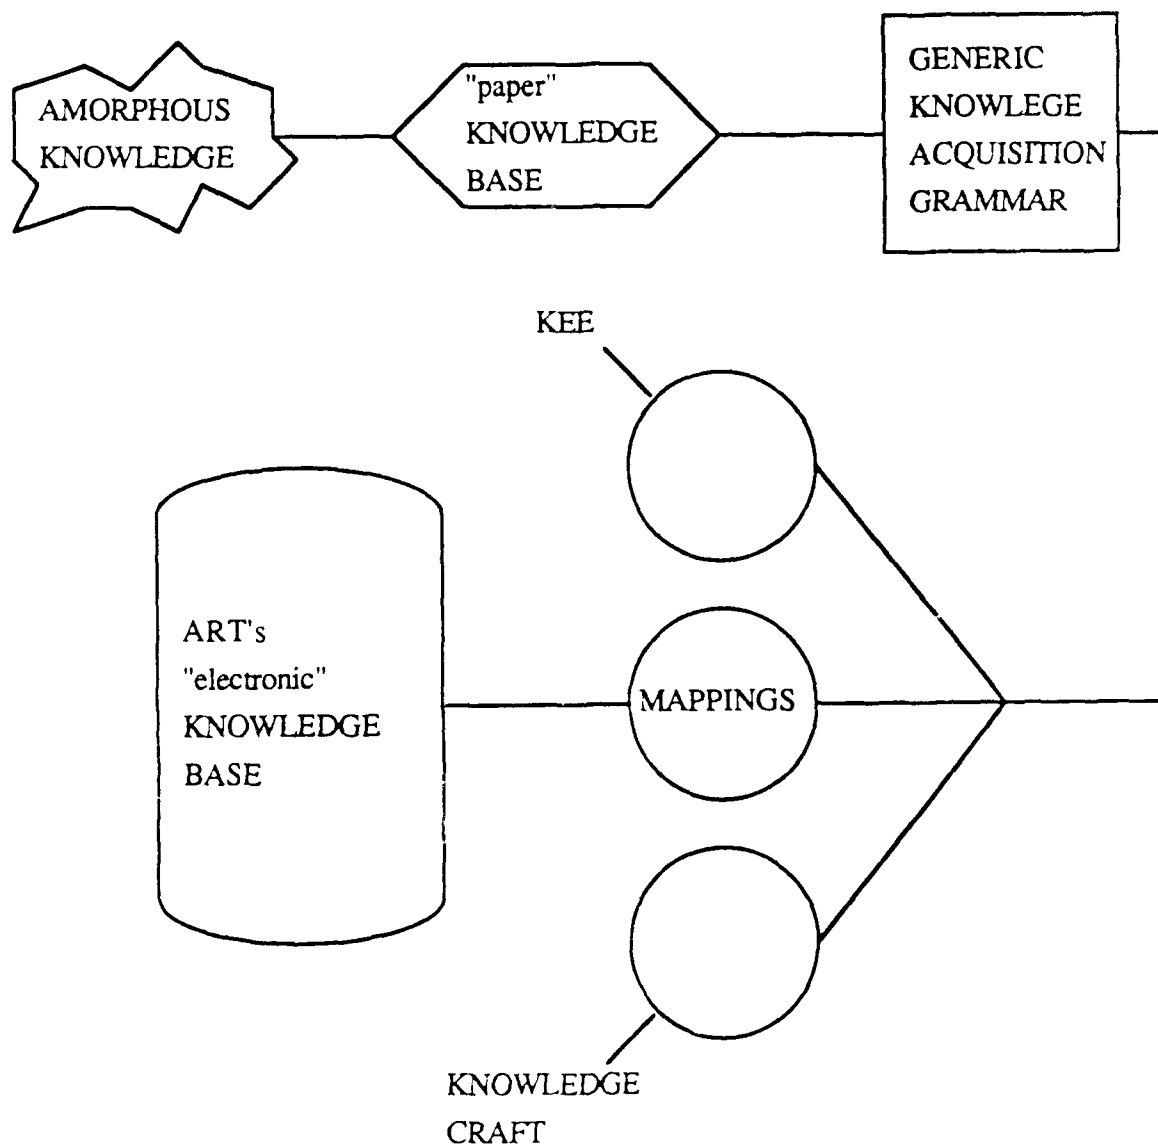 AMORPHOUS
KNOWLEDGE
"paper"
KNOWLEDGE
BASE
GENERIC
KNOWLEGE
ACQUISITION
GRAMMAR
KEE
ART's
"electronic"
KNOWLEDGE
BASE
MAPPINGS
KNOWLEDGE
CRAFT